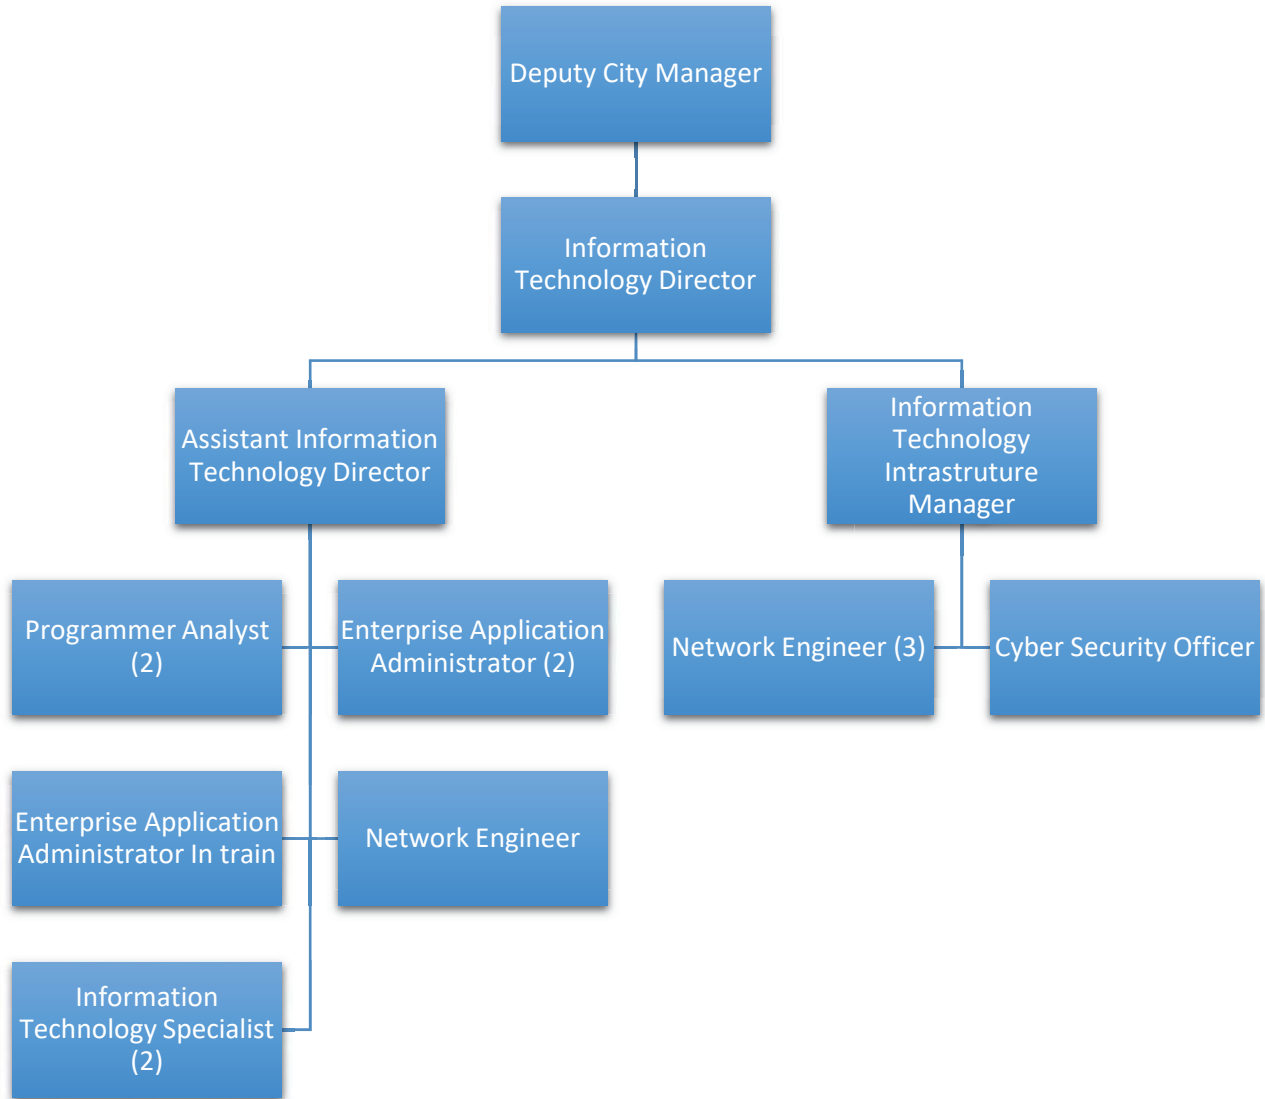 Deputy City Manager
Information
Technology Director
Assistant Information
Technology Director
Information
Technology
Intrastruture
Manager
Programmer Analyst
(2)
Enterprise Application
Administrator (2)
Network Engineer (3)
Cyber Security Officer
Enterprise Application
Administrator In train
Network Engineer
Information
Technology Specialist
(2)